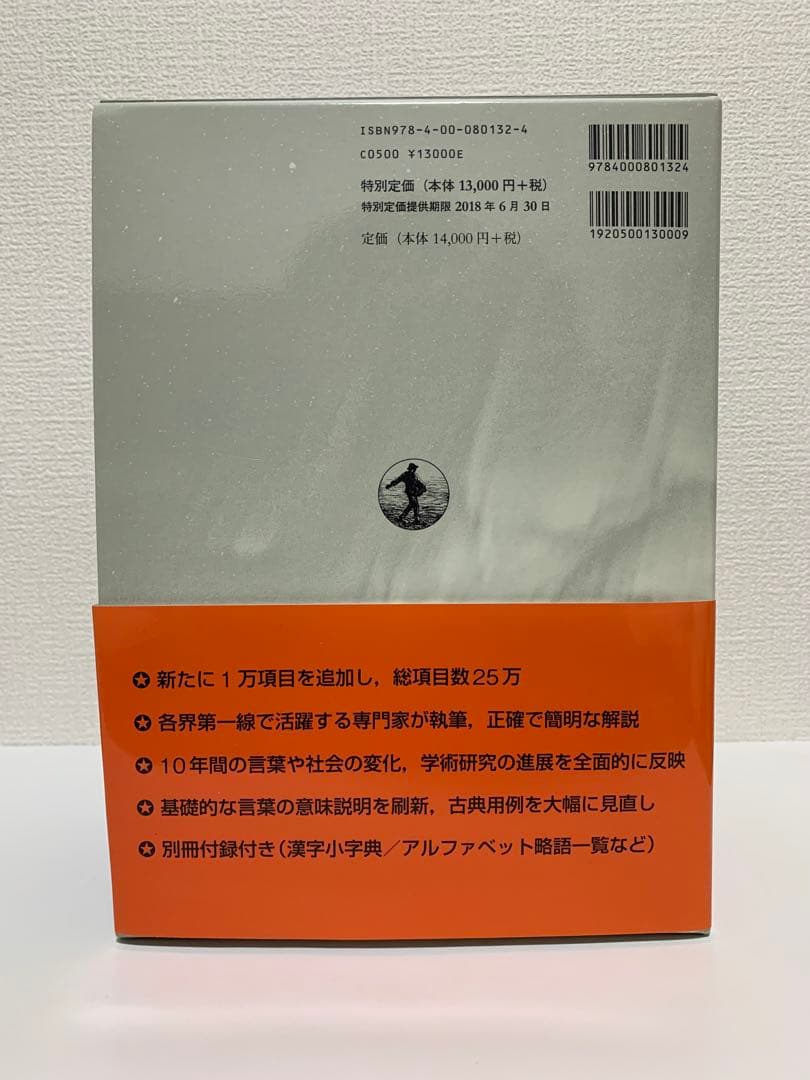 ISBN978-4-00-080132-4
C0500 ¥13000E
特別定価（本体 13,000 円＋税）
特別定価提供期限 2018 年 6 月 30 日
定価（本体 14,000 円＋税）
9784000801324
1920500130009
✪ 新たに1万項目を追加し，総項目数25万
✪ 各界第一線で活躍する専門家が執筆，正確で簡明な解説
✪ 10年間の言葉や社会の変化，学術研究の進展を全面的に反映
✪ 基礎的な言葉の意味説明を刷新，古典用例を大幅に見直し
✪ 別冊付録付き（漢字小字典／アルファベット略語一覧など）